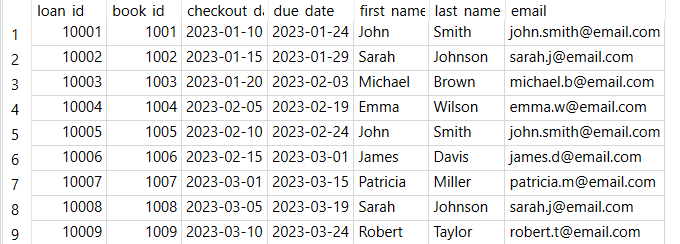 loan id book id checkout da due date first name last name email
1 10001 1001 2023-01-10 2023-01-24 John Smith john.smith@email.com
2 10002 1002 2023-01-15 2023-01-29 Sarah Johnson sarah.j@email.com
3 10003 1003 2023-01-20 2023-02-03 Michael Brown michael.b@email.com
4 10004 1004 2023-02-05 2023-02-19 Emma Wilson emma.w@email.com
5 10005 1005 2023-02-10 2023-02-24 John Smith john.smith@email.com
6 10006 1006 2023-02-15 2023-03-01 James Davis james.d@email.com
7 10007 1007 2023-03-01 2023-03-15 Patricia Miller patricia.m@email.com
8 10008 1008 2023-03-05 2023-03-19 Sarah Johnson sarah.j@email.com
9 10009 1009 2023-03-10 2023-03-24 Robert Taylor robert.t@email.com